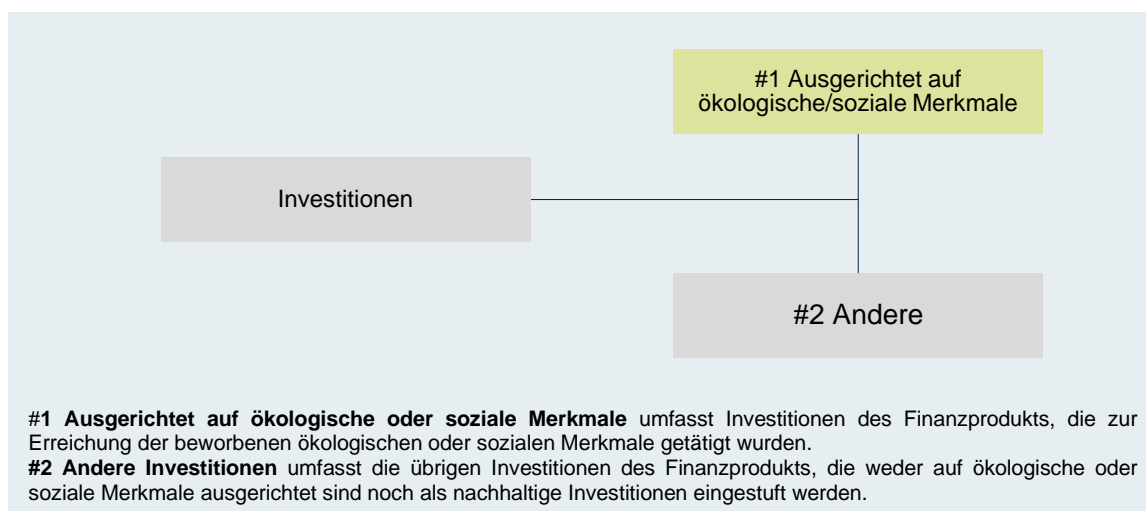 #1 Ausgerichtet auf
ökologische/soziale Merkmale
Investitionen
#2 Andere
#1 Ausgerichtet auf ökologische oder soziale Merkmale umfasst Investitionen des Finanzprodukts, die zur
Erreichung der beworbenen ökologischen oder sozialen Merkmale getätigt wurden.
#2 Andere Investitionen umfasst die übrigen Investitionen des Finanzprodukts, die weder auf ökologische oder
soziale Merkmale ausgerichtet sind noch als nachhaltige Investitionen eingestuft werden.